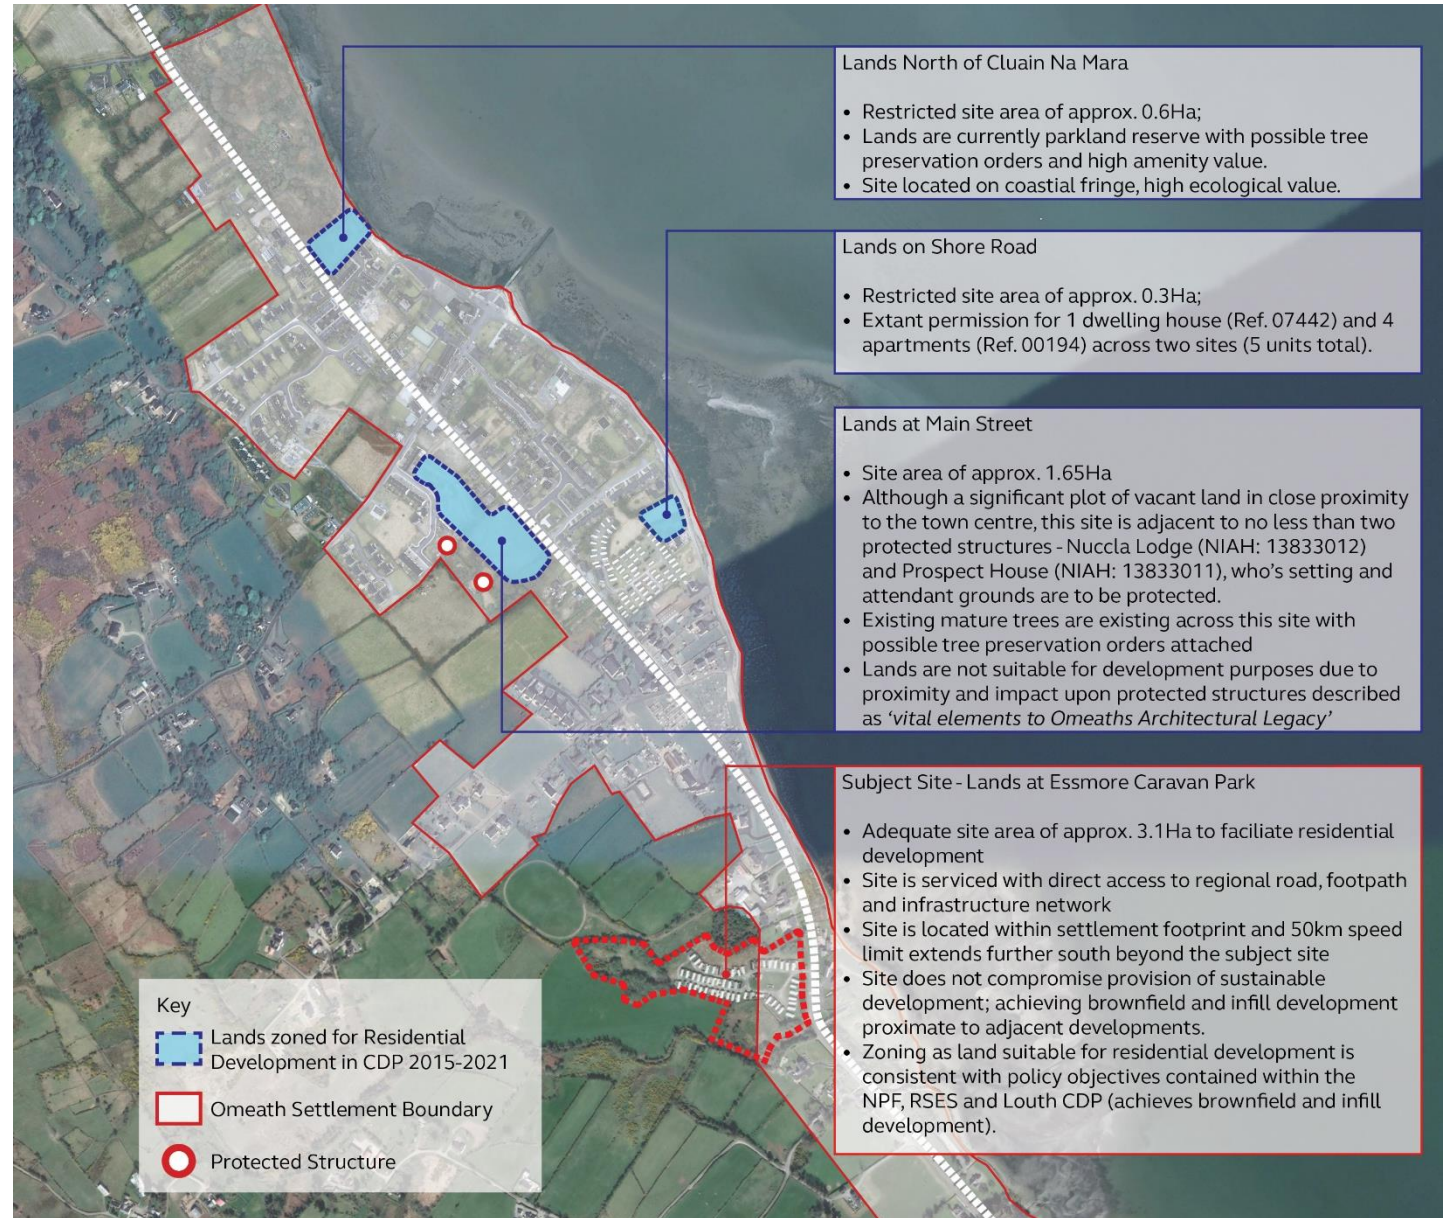 Lands North of Cluain Na Mara
• Restricted site area of approx. 0.6Ha;
• Lands are currently parkland reserve with possible tree
preservation orders and high amenity value.
• Site located on coastal fringe, high ecological value.
Lands on Shore Road
• Restricted site area of approx. 0.3Ha;
• Extant permission for 1 dwelling house (Ref. 07442) and 4
apartments (Ref. 00194) across two sites (5 units total).
Lands at Main Street
• Site area of approx. 1.65Ha
• Although a significant plot of vacant land in close proximity
to the town centre, this site is adjacent to no less than two
protected structures - Nuccla Lodge (NIAH: 13833012)
and Prospect House (NIAH: 13833011), who's setting and
attendant grounds are to be protected.
• Existing mature trees are existing across this site with
possible tree preservation orders attached
• Lands are not suitable for development purposes due to
proximity and impact upon protected structures described
as ‘vital elements to Omeaths Architectural Legacy’
Subject Site - Lands at Essmore Caravan Park
• Adequate site area of approx. 3.1Ha to faciliate residential
development
• Site is serviced with direct access to regional road, footpath
and infrastructure network
• Site is located within settlement footprint and 50km speed
limit extends further south beyond the subject site
• Site does not compromise provision of sustainable
development; achieving brownfield and infill development
proximate to adjacent developments.
• Zoning as land suitable for residential development is
consistent with policy objectives contained within the
NPF, RSES and Louth CDP (achieves brownfield and infill
development).
Key
Lands zoned for Residential
Development in CDP 2015-2021
Omeath Settlement Boundary
Protected Structure